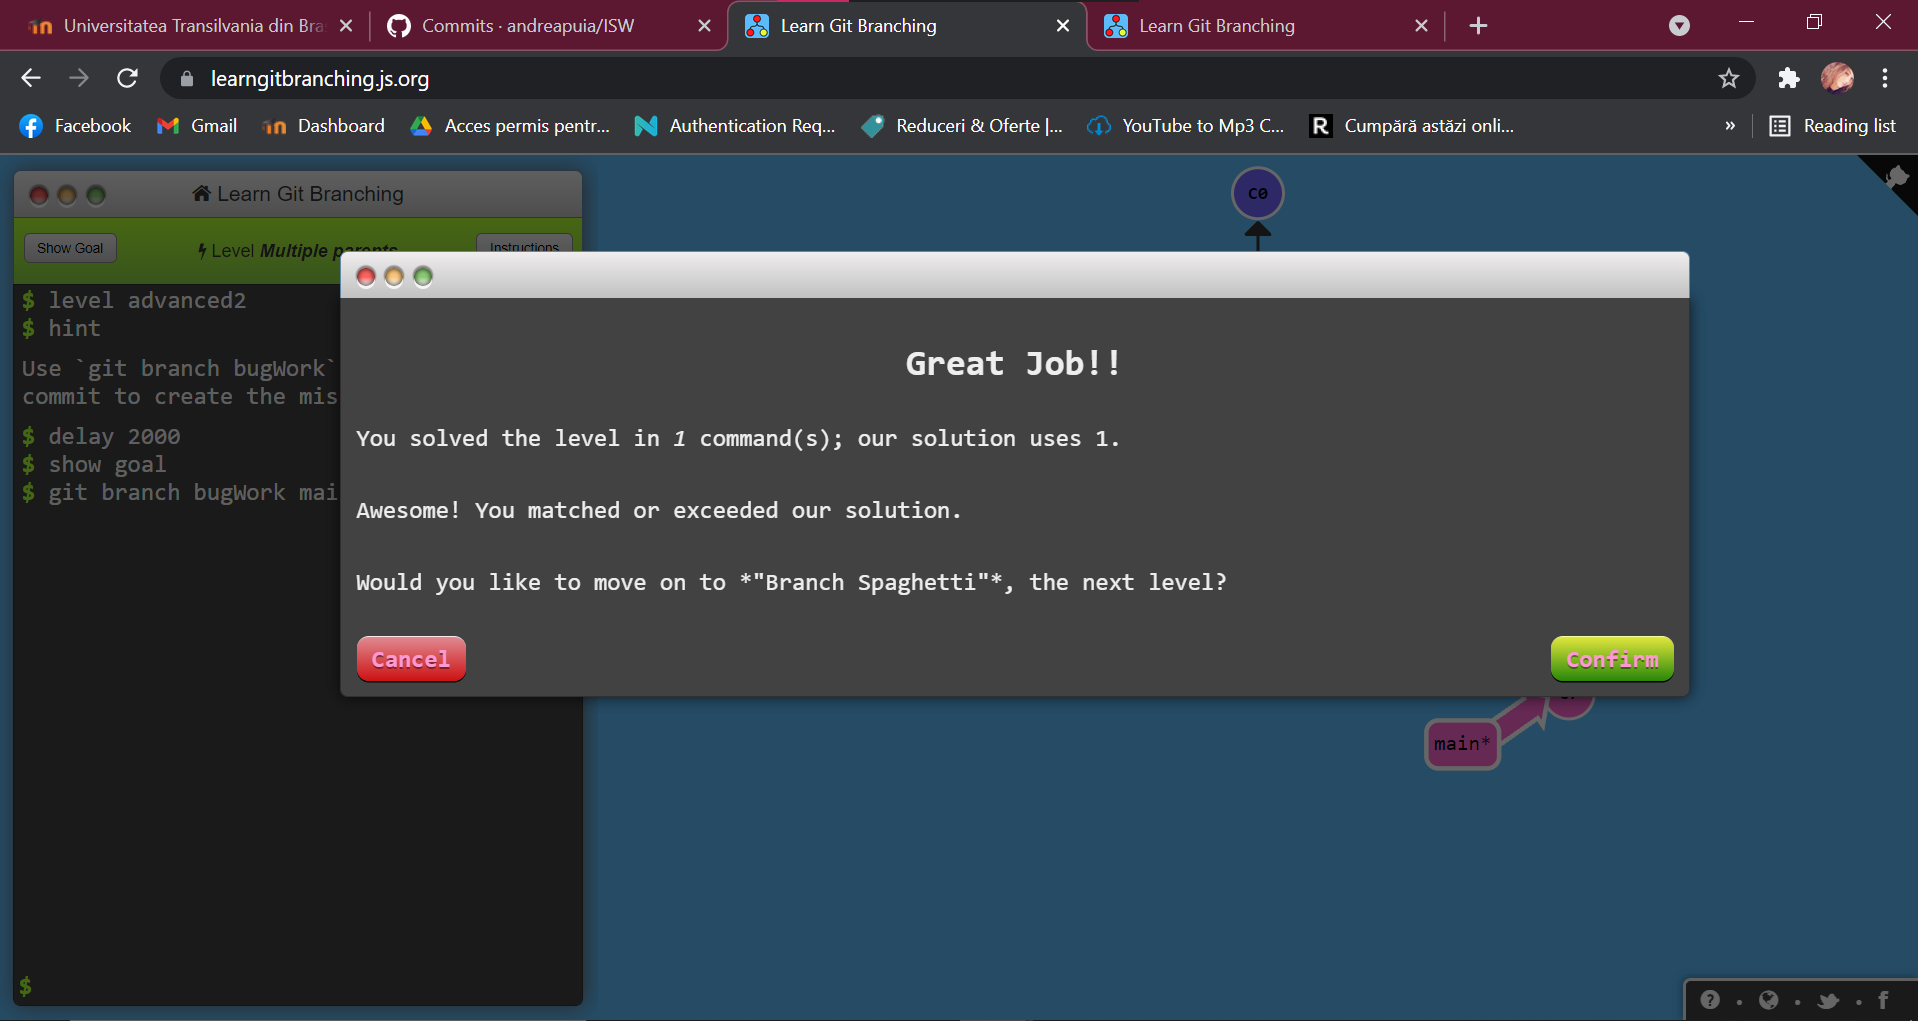 Universitatea Transilvania din Bra
Commits · andreapuia/ISW
Learn Git Branching
Learn Git Branching
learngitbranching.js.org
Facebook
Gmail
Dashboard
Acces permis pentr...
Authentication Req...
Reduceri & Oferte |...
YouTube to Mp3 C...
R
Cumpără astăzi onli...
»
Reading list
Learn Git Branching
C0
Show Goal
Level Multiple parents
Instructions
$ level advanced2
$ hint
Use `git branch bugWork`
commit to create the mis
$ delay 2000
$ show goal
$ git branch bugWork mai
Great Job!!
You solved the level in 1 command(s); our solution uses 1.
Awesome! You matched or exceeded our solution.
Would you like to move on to *"Branch Spaghetti"*, the next level?
Cancel
Confirm
main*
$